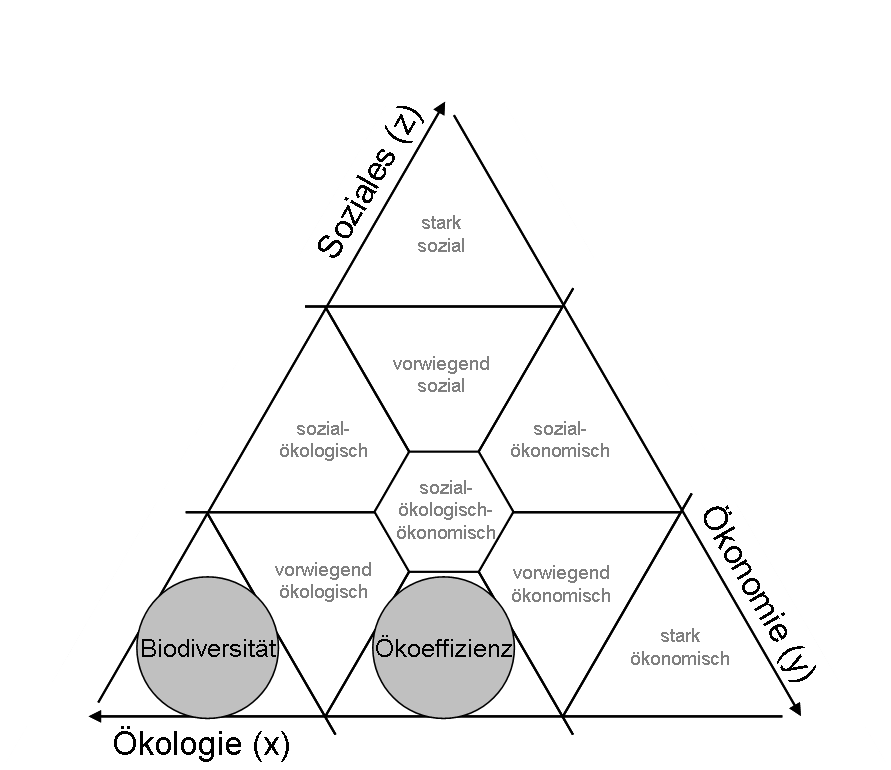 Soziales (z)
stark
sozial
vorwiegend
sozial
sozial-
ökologisch
sozial-
ökonomisch
sozial-
ökologisch-
ökonomisch
vorwiegend
ökologisch
vorwiegend
ökonomisch
Ökonomie (y)
Biodiversität
Ökoeffizienz
stark
ökonomisch
Ökologie (x)